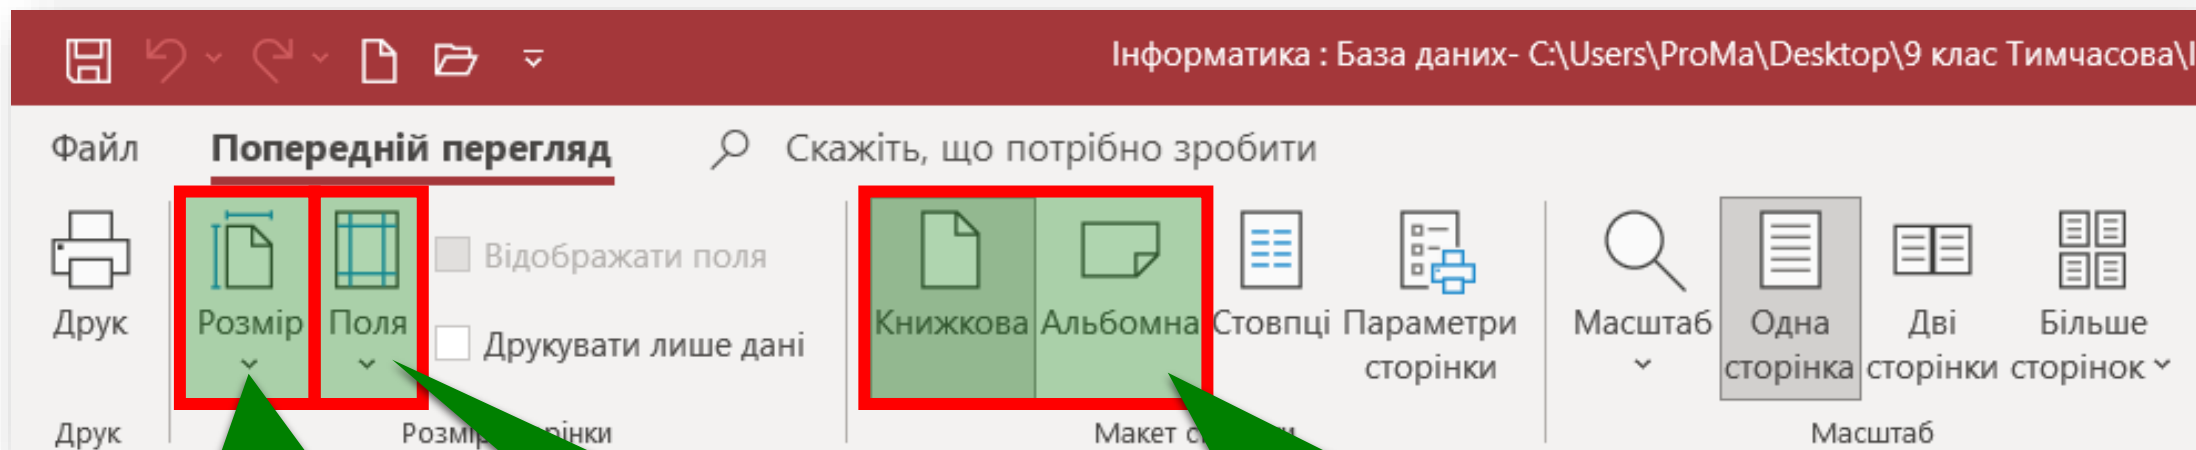 Інформатика : База даних- C:\Users\ProMa\Desktop\9 клас Тимчасова\
Файл Попередній перегляд Скажіть, що потрібно зробити
Друк
Розмір
Поля
Відображати поля
Друкувати лише дані
Книжкова
Альбомна
Стовпці
Параметри
сторінки
Масштаб
Одна
сторінка
Дві
сторінки
Більше
сторінок
Друк
Масштаб